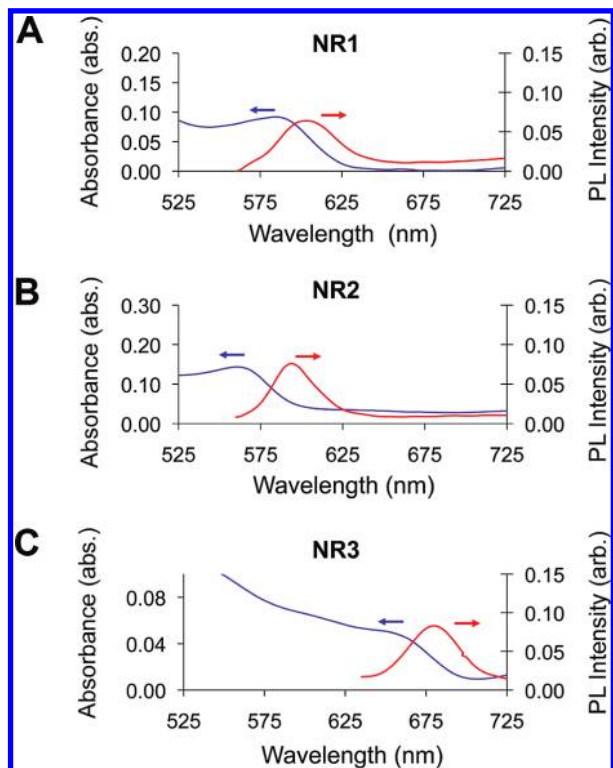 A
NR1
Absorbance (abs.)
0.20
0.15
0.10
0.05
0.00
0.15
0.10
0.05
0.00
PL Intensity (arb.)
525 575 625 675 725
Wavelength (nm)
B
NR2
Absorbance (abs.)
0.30
0.20
0.10
0.00
0.15
0.10
0.05
0.00
PL Intensity (arb.)
525 575 625 675 725
Wavelength (nm)
C
NR3
Absorbance (abs.)
0.08
0.04
0.00
0.15
0.10
0.05
0.00
PL Intensity (arb.)
525 575 625 675 725
Wavelength (nm)